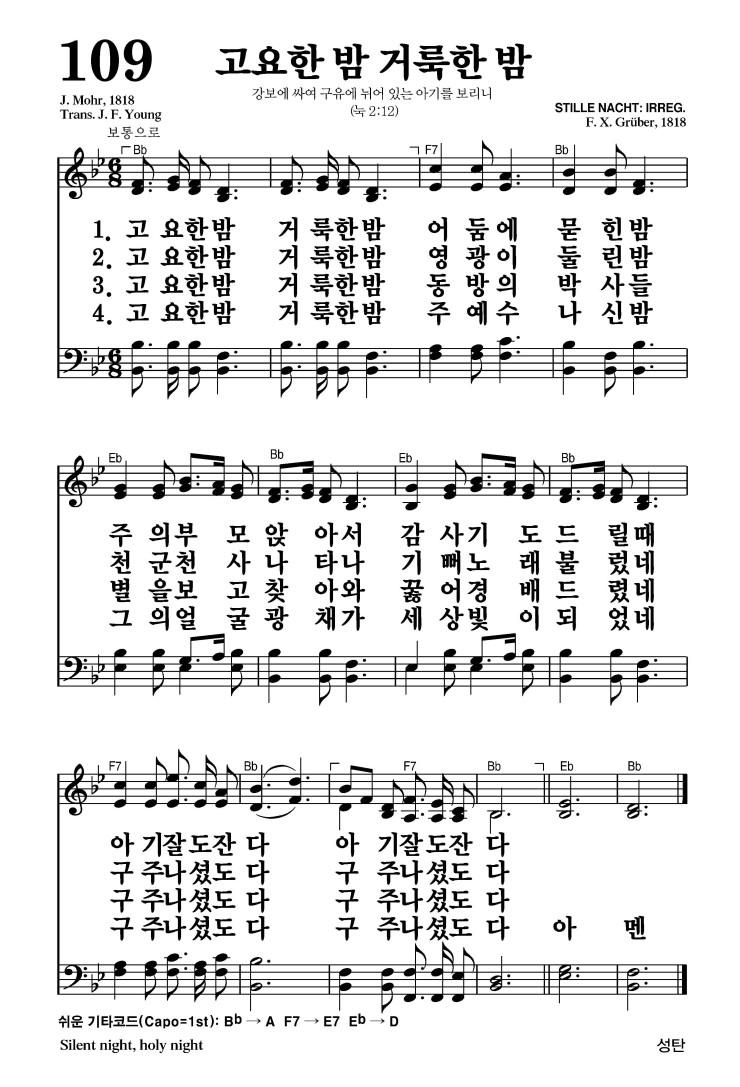 109
고요한 밤 거룩한 밤
강보에 싸여 구유에 뉘어 있는 아기를 보리니
(눅 2:12)
J. Mohr, 1818
Trans. J. F. Young
STILLE NACHT: IRREG.
F. X. Grüber, 1818
보통으로
Bb F7 Bb
1. 고 요한밤 거 룩한밤 어 둠에 묻 힌밤
2. 고 요한밤 거 룩한밤 영 광이 둘 린밤
3. 고 요한밤 거 룩한밤 동 방의 박 사들
4. 고 요한밤 거 룩한밤 주 예수 나 신밤
Eb Bb Eb Bb
주 의부 모 앉 아서 감 사기 도 드 릴때
천 군천 사 나 타나 기 뻐노 래 불 렀네
별 을보 고 찾 아와 꿇 어경 배 드 렸네
그 의얼 굴 광 채가 세 상빛 이 되 었네
F7 Bb F7 Bb Eb Bb
아 기잘 도잔 다 아 기잘 도잔 다
구 주나 셨도 다 구 주나 셨도 다
구 주나 셨도 다 구 주나 셨도 다
구 주나 셨도 다 구 주나 셨도 다 아 멘
쉬운 기타코드(Capo=1st): Bb → A F7 → E7 Eb → D
Silent night, holy night
성탄